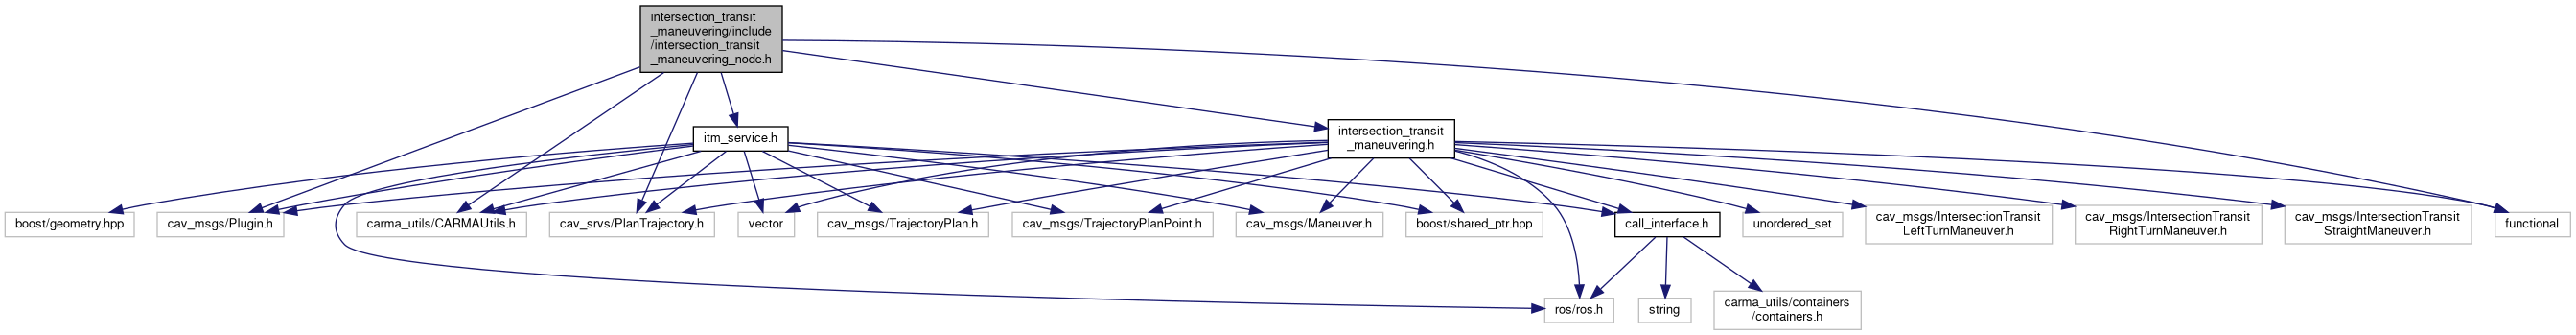 intersection_transit
_maneuvering/include
/intersection_transit
_maneuvering_node.h
itm_service.h
intersection_transit
_maneuvering.h
boost/geometry.hpp
cav_msgs/Plugin.h
carma_utils/CARMAUtils.h
cav_srvs/PlanTrajectory.h
vector
cav_msgs/TrajectoryPlan.h
cav_msgs/TrajectoryPlanPoint.h
cav_msgs/Maneuver.h
boost/shared_ptr.hpp
call_interface.h
unordered_set
cav_msgs/IntersectionTransit
LeftTurnManeuver.h
cav_msgs/IntersectionTransit
RightTurnManeuver.h
cav_msgs/IntersectionTransit
StraightManeuver.h
functional
ros/ros.h
string
carma_utils/containers
/containers.h